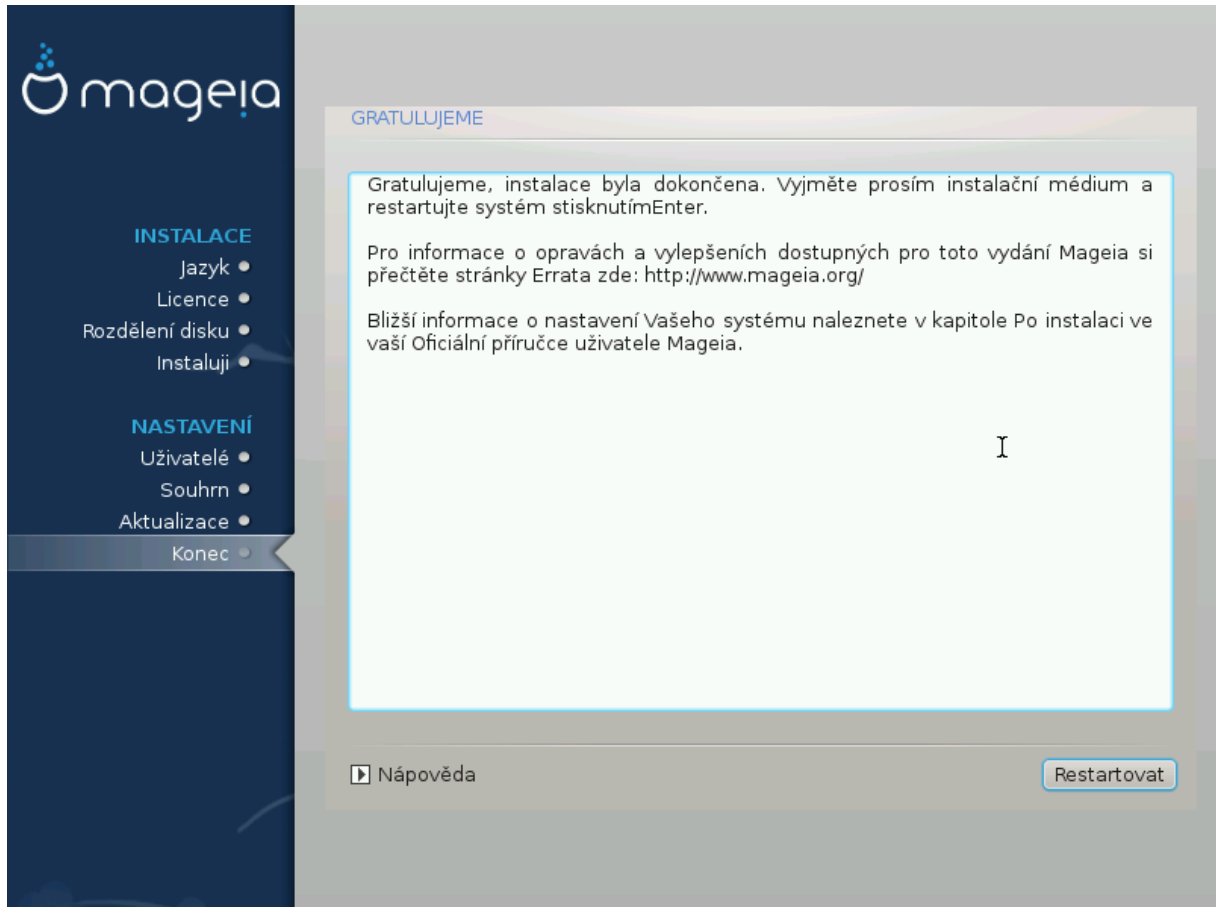 mageia
INSTALACE
Jazyk
Licence
Rozdělení disku
Instaluji
NASTAVENÍ
Uživatelé
Souhrn
Aktualizace
Konec
GRATULUJEME
Gratulujeme, instalace byla dokončena. Vyjměte prosím instalační médium a
restartujte systém stisknutímEnter.
Pro informace o opravách a vylepšeních dostupných pro toto vydání Mageia si
přečtěte stránky Errata zde: http://www.mageia.org/
Bližší informace o nastavení Vašeho systému naleznete v kapitole Po instalaci ve
vaší Oficiální příručce uživatele Mageia.
Nápověda
Restartovat